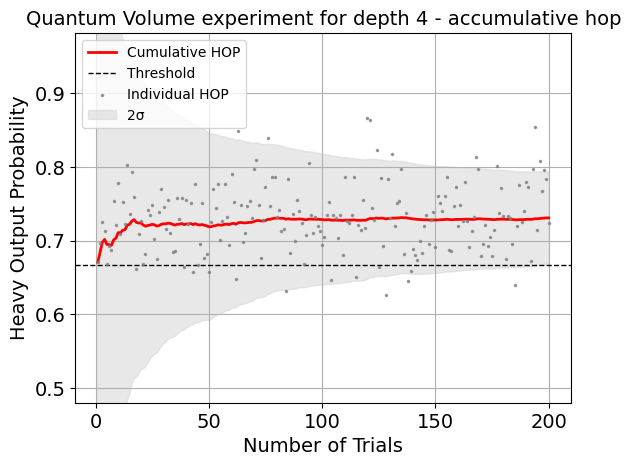 Quantum Volume experiment for depth 4 - accumulative hop
Cumulative HOP
Threshold
Individual HOP
2σ
Heavy Output Probability
0.9
0.8
0.7
0.6
0.5
0
50
100
150
200
Number of Trials